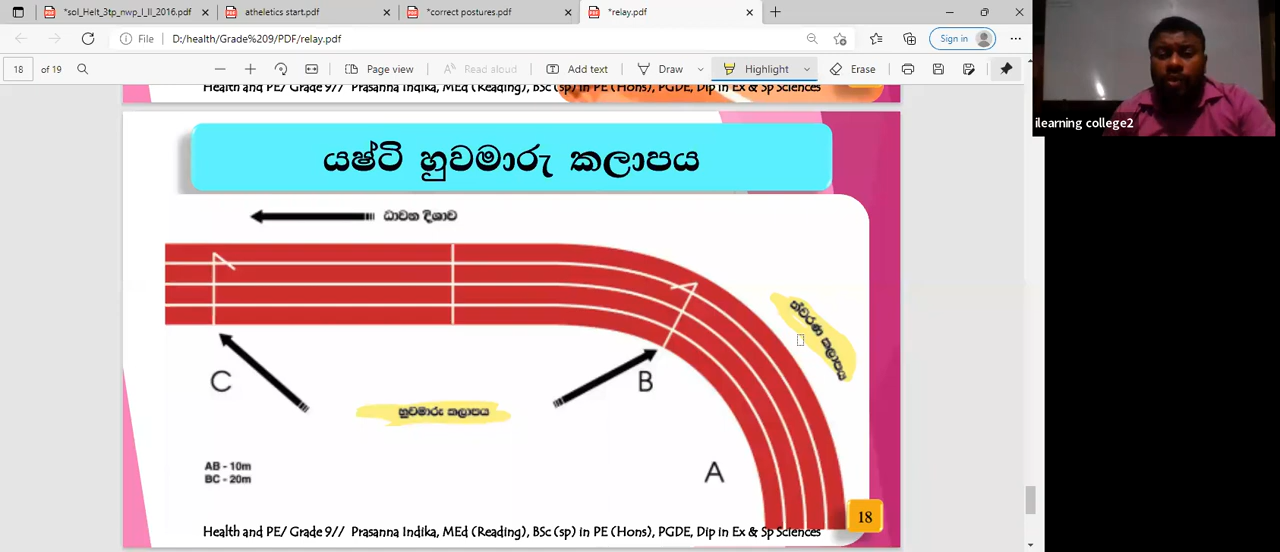 *sol_Helt_3tp_nwp_I_II_2016.pdf
atheletics start.pdf
*correct postures.pdf
*relay.pdf
File
D:/health/Grade%209/PDF/relay.pdf
Sign in
18 of 19
Page view
Read aloud
Add text
Draw
Highlight
Erase
Health and PE/ Grade 9// Prasanna Indika, MEd (Reading), BSc (sp) in PE (Hons), PGDE, Dip in Ex & Sp Sciences
ilearning college2
යෂ්ටි හුවමාරු කලාපය
ධාවන දිශාව
ත්වරණ කලාපය
C
B
හුවමාරු කලාපය
A
AB - 10m
BC - 20m
18
Health and PE/ Grade 9// Prasanna Indika, MEd (Reading), BSc (sp) in PE (Hons), PGDE, Dip in Ex & Sp Sciences